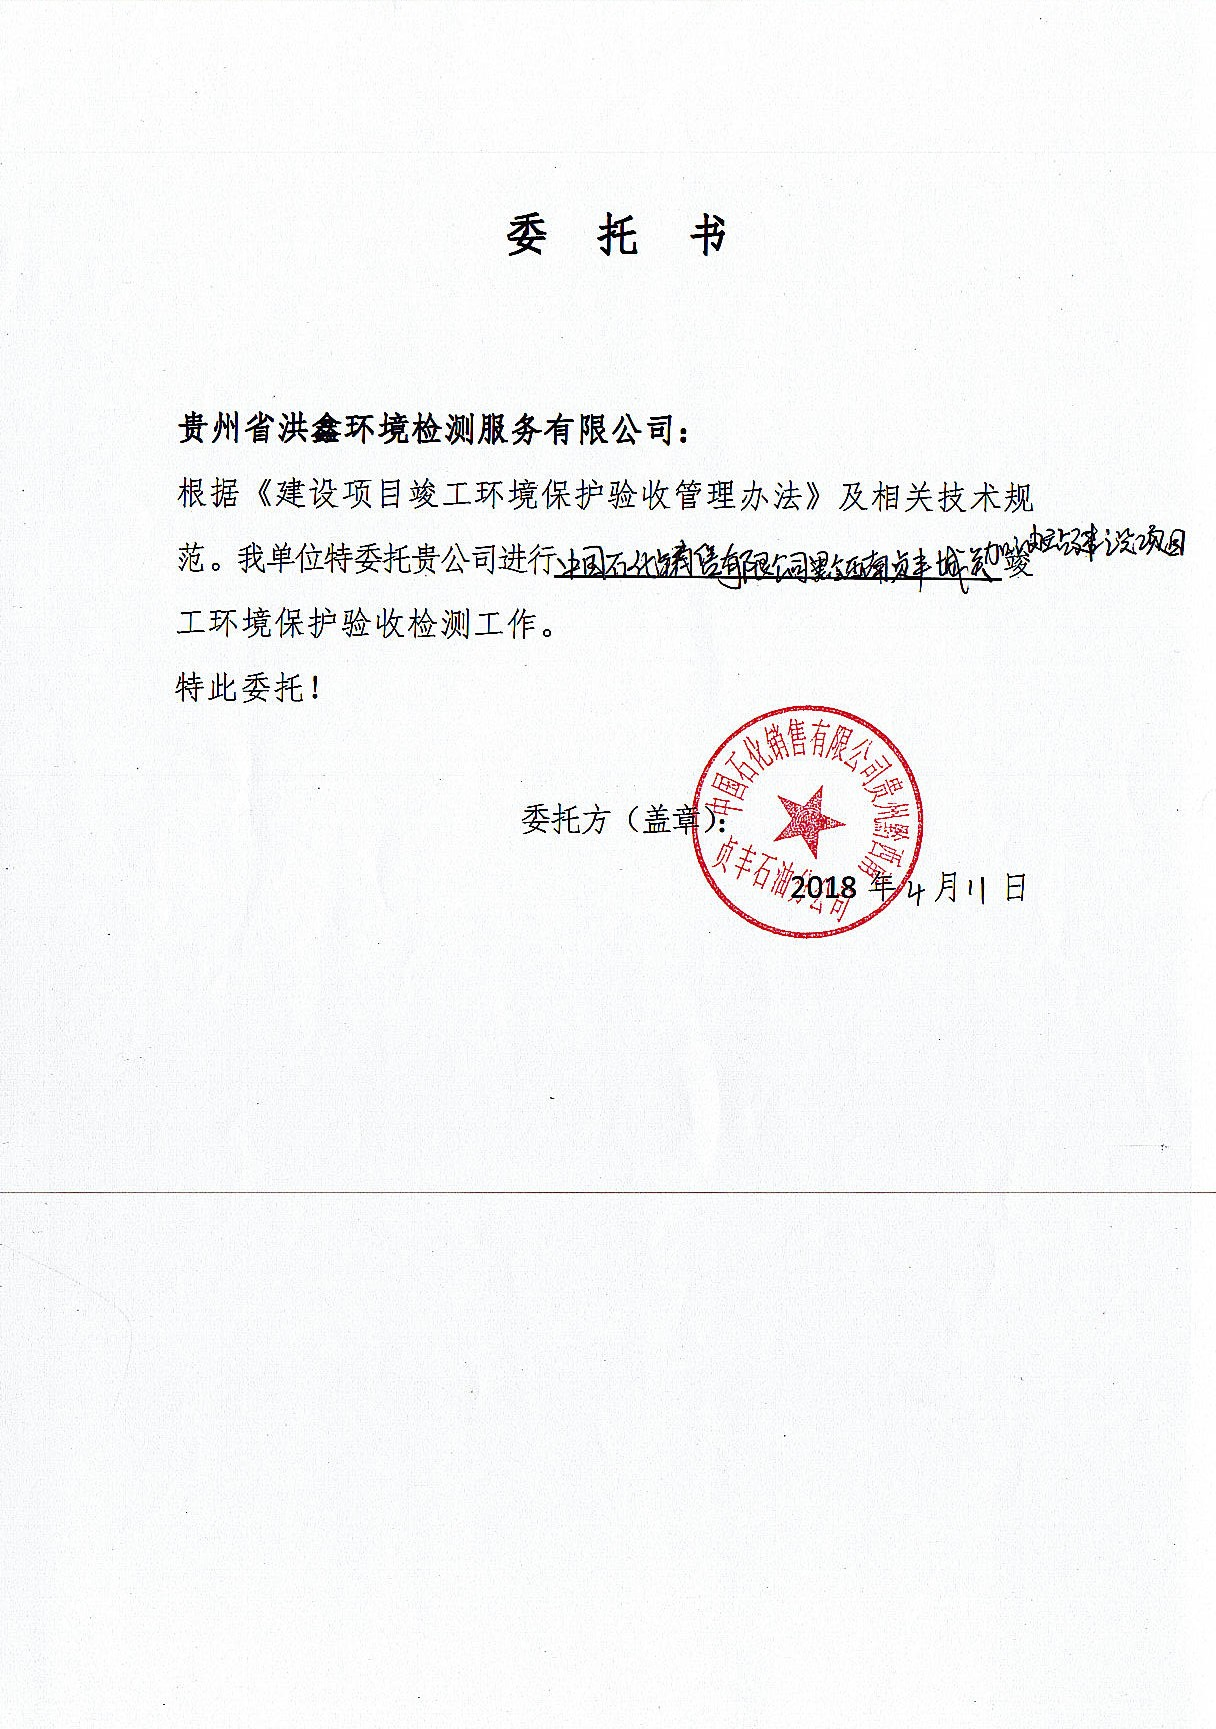 委托书
贵州省洪鑫环境检测服务有限公司：
根据《建设项目竣工环境保护验收管理办法》及相关技术规
范。我单位特委托贵公司进行中国石化销售有限公司黔西南贞丰城关加油站建设项目竣
工环境保护验收检测工作。
特此委托！
委托方（盖章）：
中国石化销售有限公司贵州黔西南
贞丰石油分公司
2018年4月11日